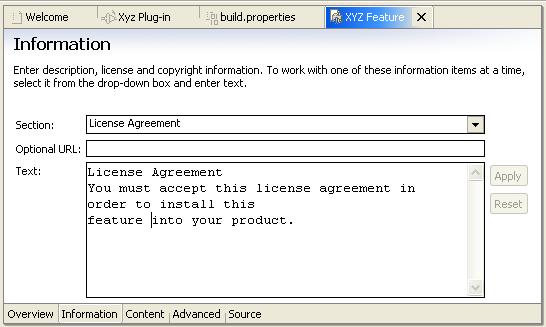 Welcome
Xyz Plug-in
build.properties
XYZ Feature
Information
Enter description, license and copyright information. To work with one of these information items at a time,
select it from the drop-down box and enter text.
Section:
License Agreement
Optional URL:
Text:
License Agreement
You must accept this license agreement in
order to install this
feature into your product.
Apply
Reset
Overview
Information
Content
Advanced
Source